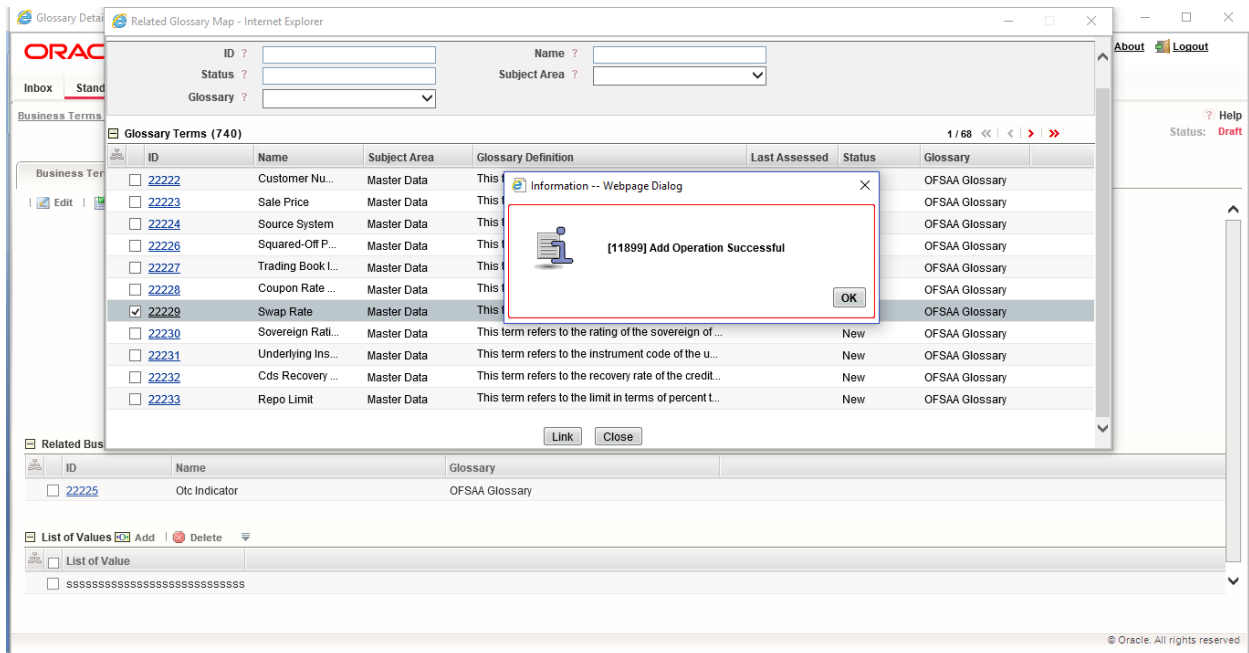 Glossary Detai
Related Glossary Map - Internet Explorer
ORAC
About Logout
ID ? Name ?
Status ? Subject Area ?
Glossary ?
Inbox Stand
Business Terms
? Help
Status: Draft
Glossary Terms (740) 1 / 68
ID Name Subject Area Glossary Definition Last Assessed Status Glossary
Business Ter
Edit
22222 Customer Nu... Master Data This t OFSAA Glossary
22223 Sale Price Master Data This t OFSAA Glossary
22224 Source System Master Data This t OFSAA Glossary
22226 Squared-Off P... Master Data This t OFSAA Glossary
22227 Trading Book I... Master Data This t OFSAA Glossary
22228 Coupon Rate ... Master Data This t OFSAA Glossary
22229 Swap Rate Master Data This t OFSAA Glossary
22230 Sovereign Rati... Master Data This term refers to the rating of the sovereign of ... New OFSAA Glossary
22231 Underlying Ins... Master Data This term refers to the instrument code of the u... New OFSAA Glossary
22232 Cds Recovery ... Master Data This term refers to the recovery rate of the credit... New OFSAA Glossary
22233 Repo Limit Master Data This term refers to the limit in terms of percent t... New OFSAA Glossary
Information -- Webpage Dialog
[11899] Add Operation Successful
OK
Link Close
Related Bus
ID Name Glossary
22225 Otc Indicator OFSAA Glossary
List of Values Add Delete
List of Value
ssssssssssssssssssssssssssss
© Oracle. All rights reserved